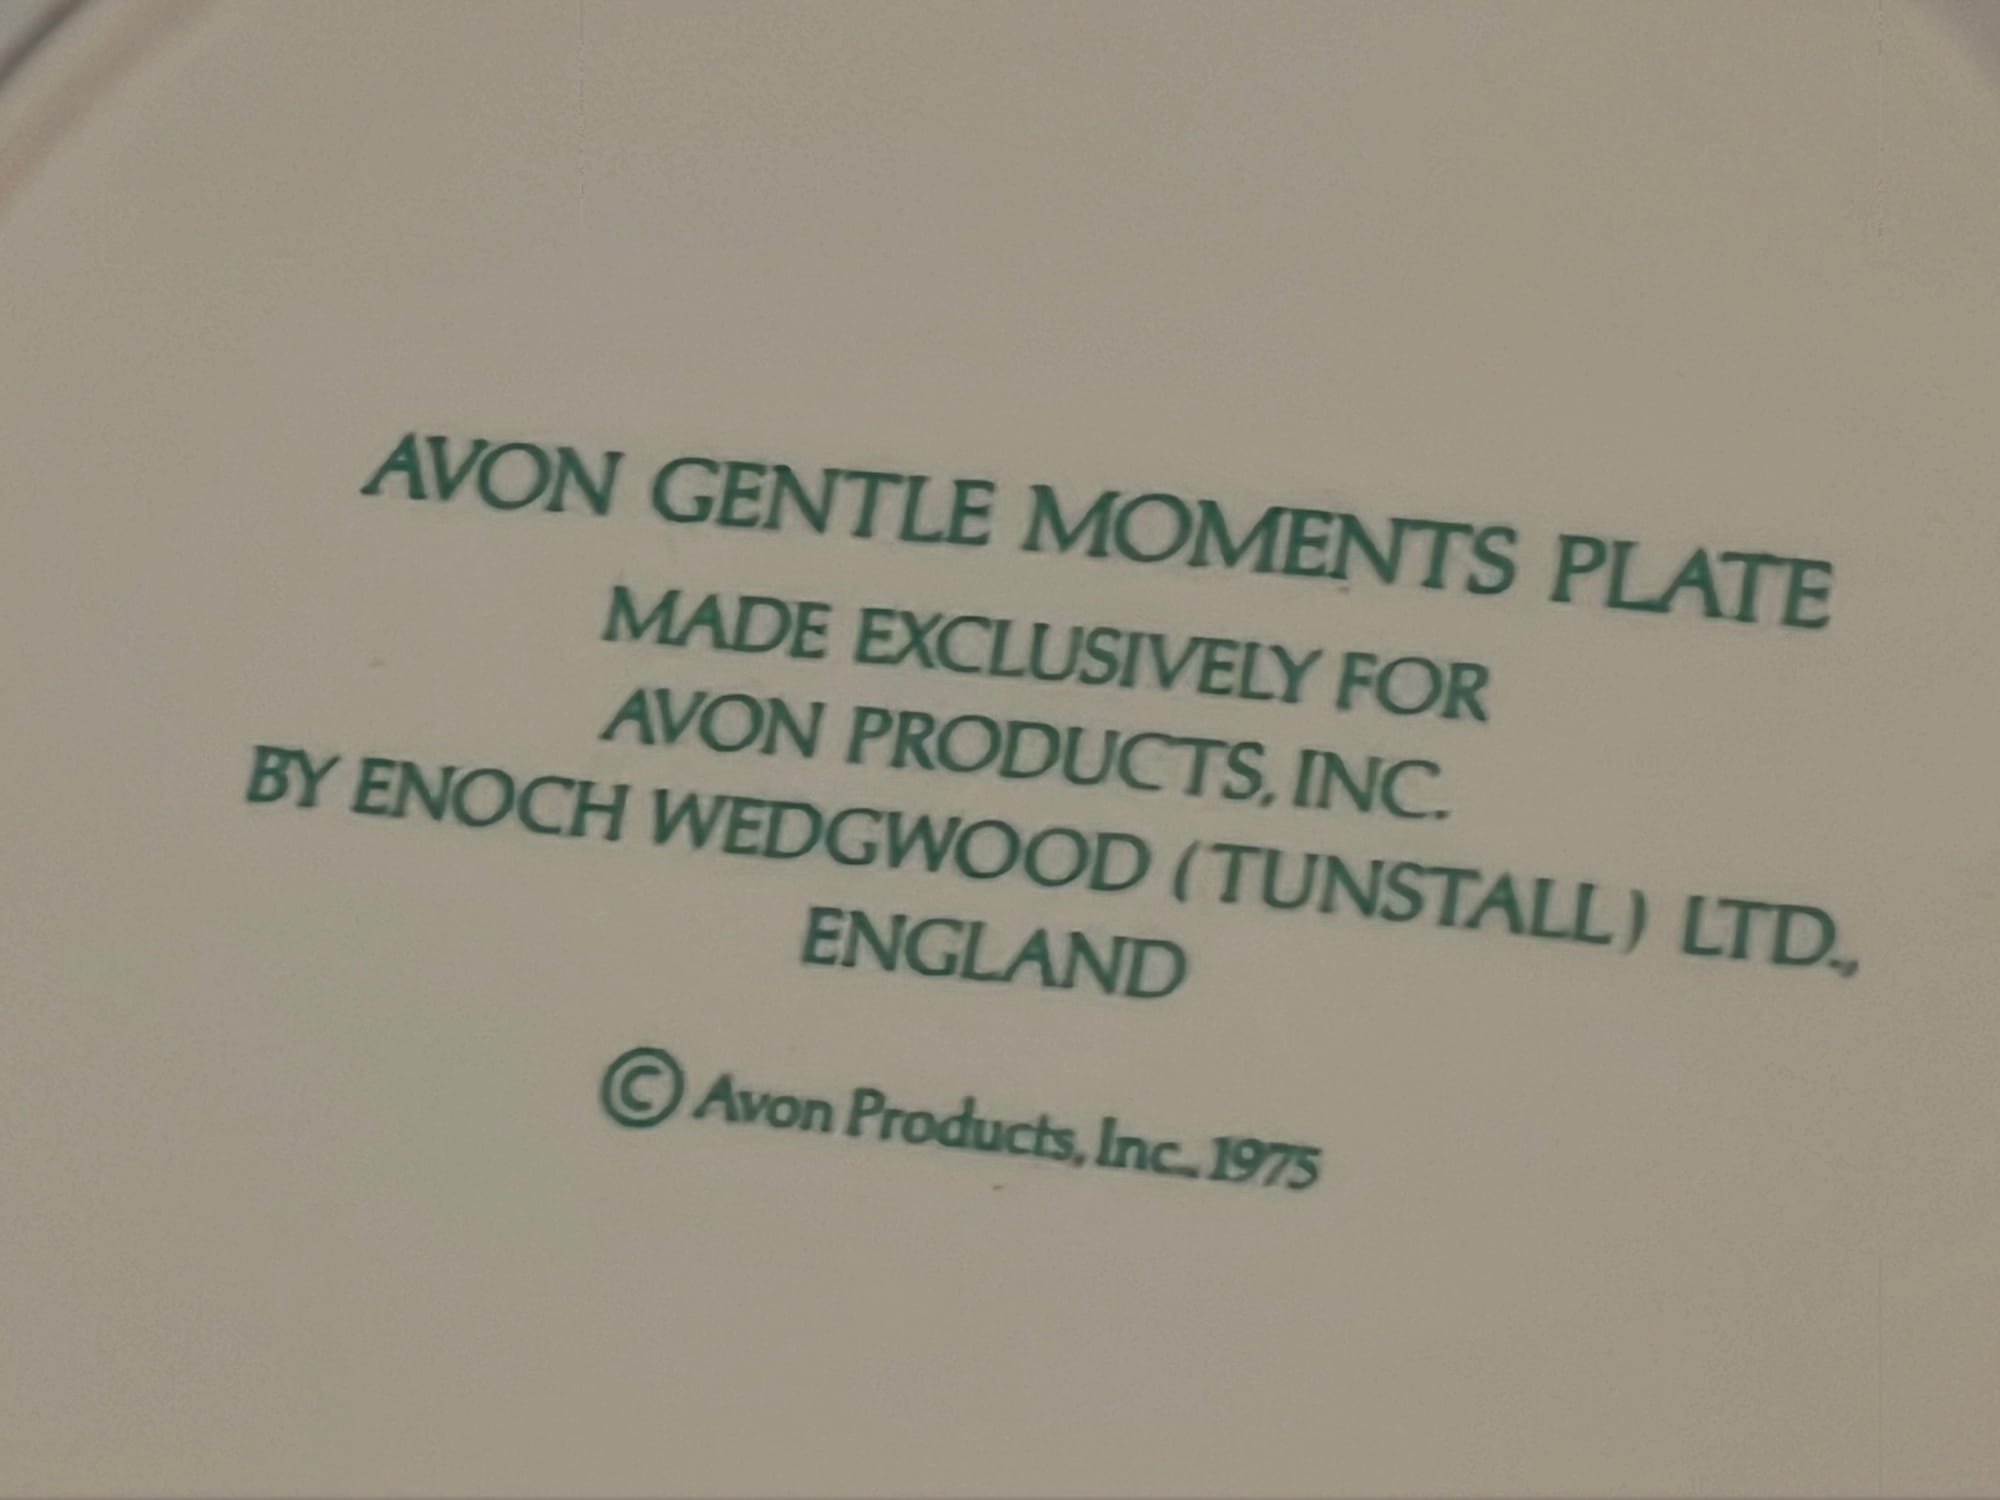 AVON GENTLE MOMENTS PLATE
MADE EXCLUSIVELY FOR
AVON PRODUCTS, INC.
BY ENOCH WEDGWOOD (TUNSTALL) LTD.,
ENGLAND
© Avon Products, Inc., 1975